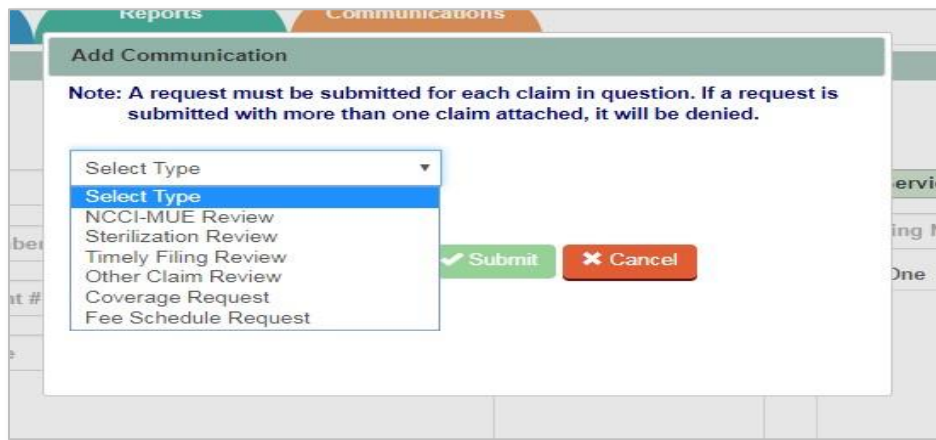 Reports
Communications
Add Communication
Note: A request must be submitted for each claim in question. If a request is
submitted with more than one claim attached, it will be denied.
Select Type
Select Type
NCCI-MUE Review
Sterilization Review
Timely Filing Review
Other Claim Review
Coverage Request
Fee Schedule Request
Submit
Cancel
One